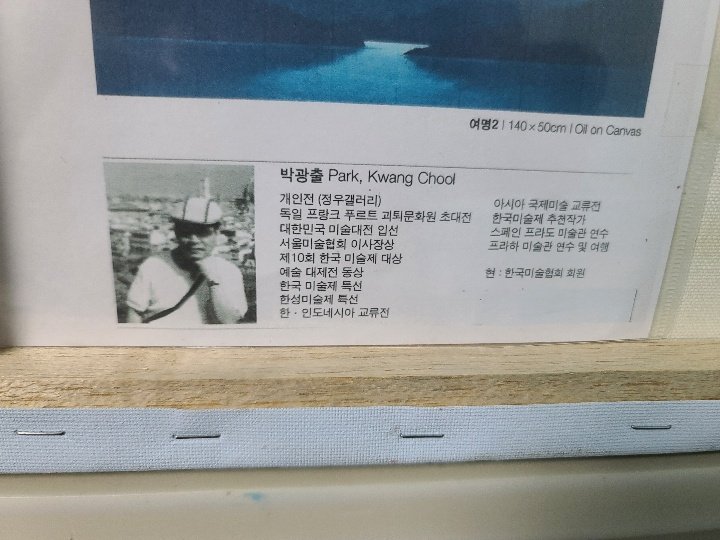 여명2 | 140 × 50cm | Oil on Canvas
박광출 Park, Kwang Chool
개인전 (정우갤러리)
독일 프랑크 푸르트 괴퇴문화원 초대전
대한민국 미술대전 입선
서울미술협회 이사장상
제10회 한국 미술제 대상
예술 대제전 동상
한국 미술제 특선
한성미술제 특선
한 · 인도네시아 교류전
아시아 국제미술 교류전
한국미술제 추천작가
스페인 프라도 미술관 연수
프라하 미술관 연수 및 여행
현 : 한국미술협회 회원